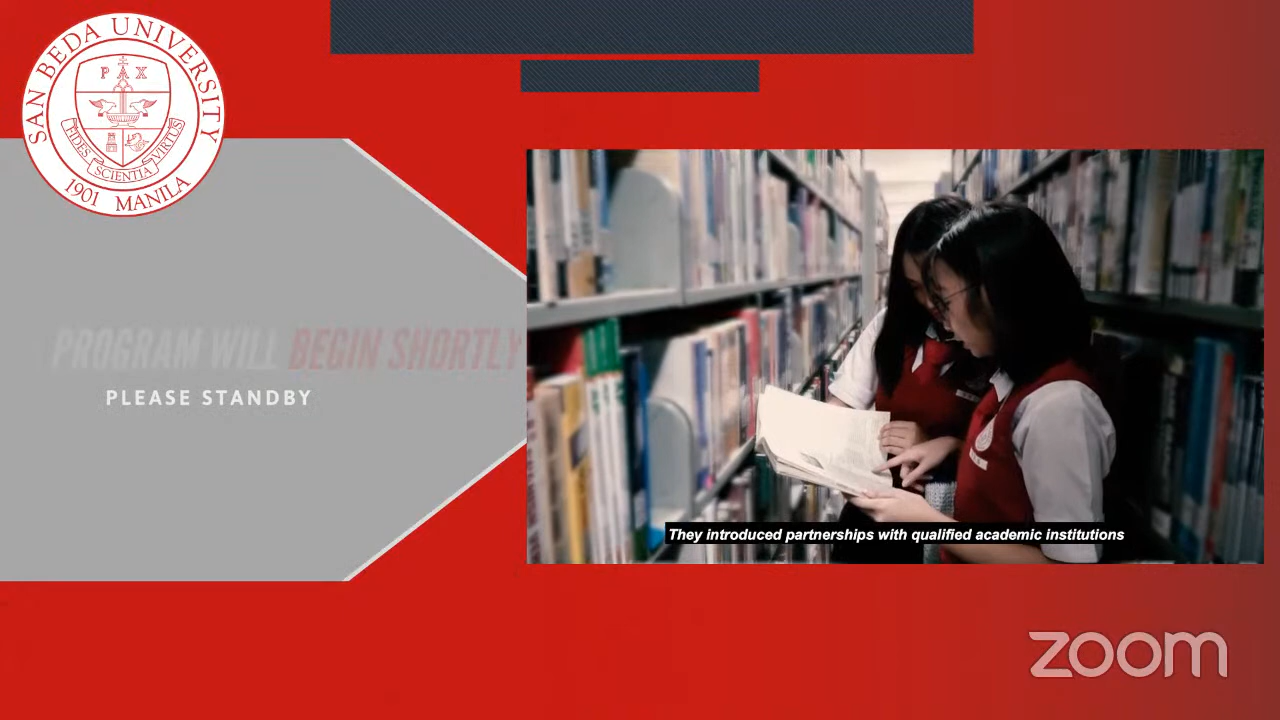 SAN BEDA UNIVERSITY
PAX
FIDES
SCIENTIA
VIRTUS
1901 MANILA
PROGRAM WILL BEGIN SHORTLY
PLEASE STANDBY
They introduced partnerships with qualified academic institutions
zoom